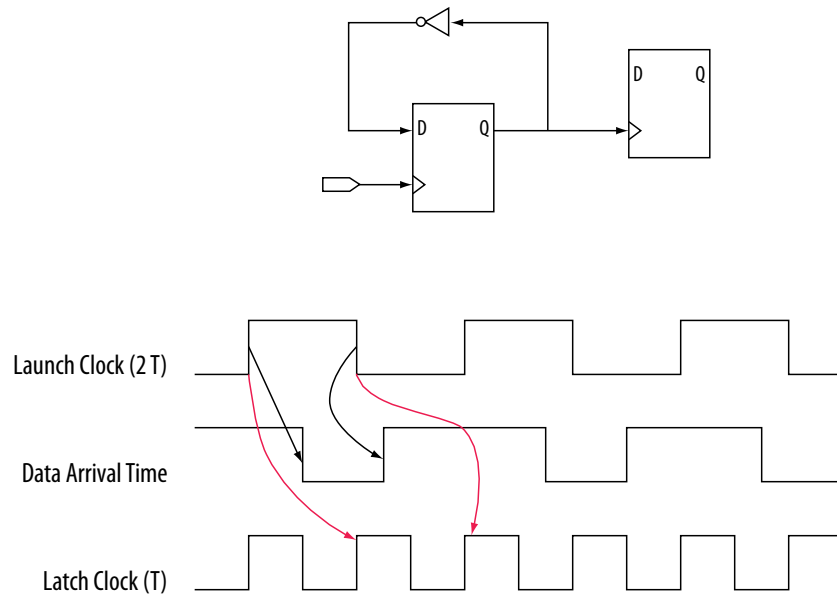 D Q
D Q
Launch Clock (2 T)
Data Arrival Time
Latch Clock (T)